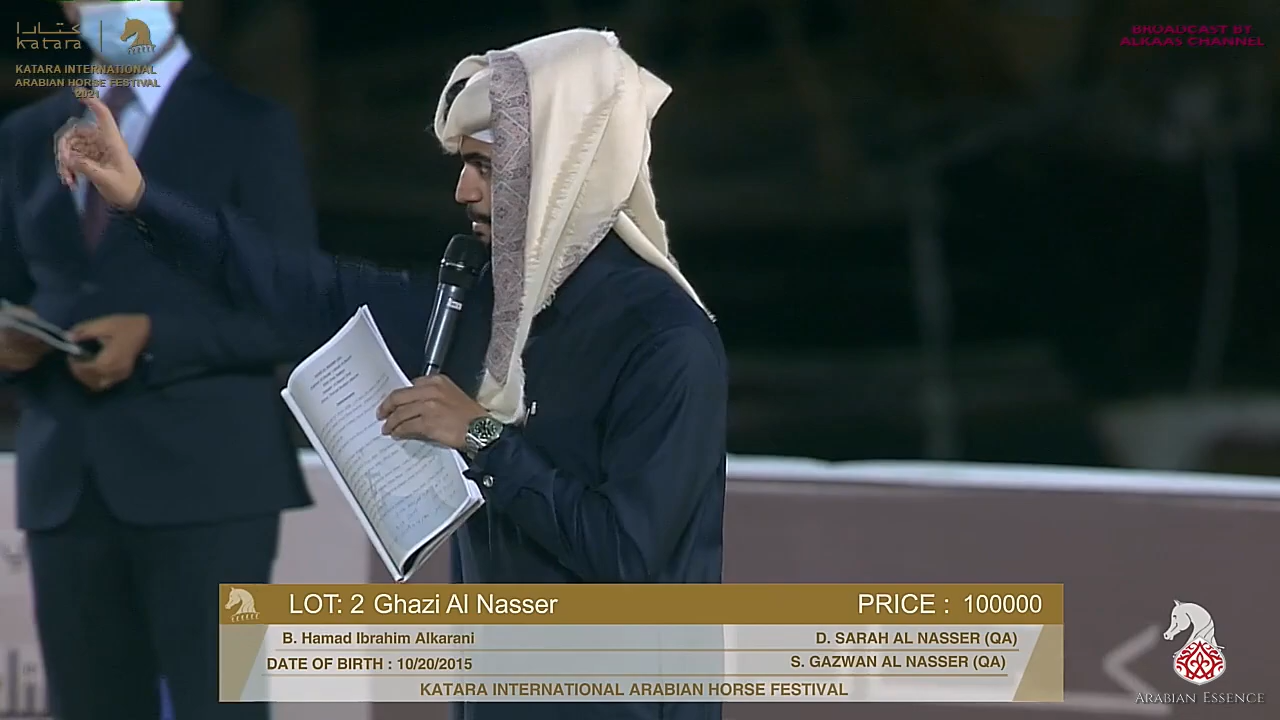 كتارا
katara
KATARA INTERNATIONAL
ARABIAN HORSE FESTIVAL
2021
BROADCAST BY
ALKAAS CHANNEL
LOT: 2 Ghazi Al Nasser
PRICE : 100000
B. Hamad Ibrahim Alkarani
D. SARAH AL NASSER (QA)
DATE OF BIRTH : 10/20/2015
S. GAZWAN AL NASSER (QA)
KATARA INTERNATIONAL ARABIAN HORSE FESTIVAL
ARABIAN ESSENCE